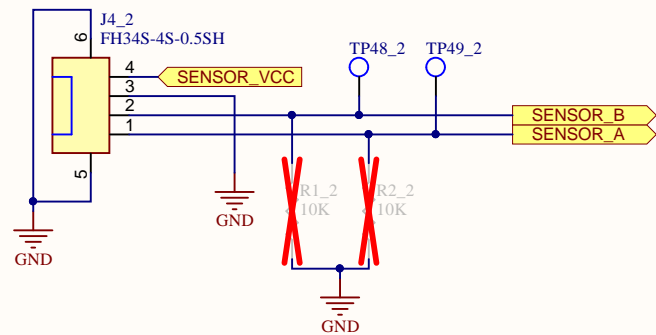 J4_2
FH34S-4S-0.5SH
6
4
3
2
1
5
SENSOR_VCC
TP48_2
TP49_2
SENSOR_B
SENSOR_A
R1_2
10K
R2_2
10K
GND
GND
GND